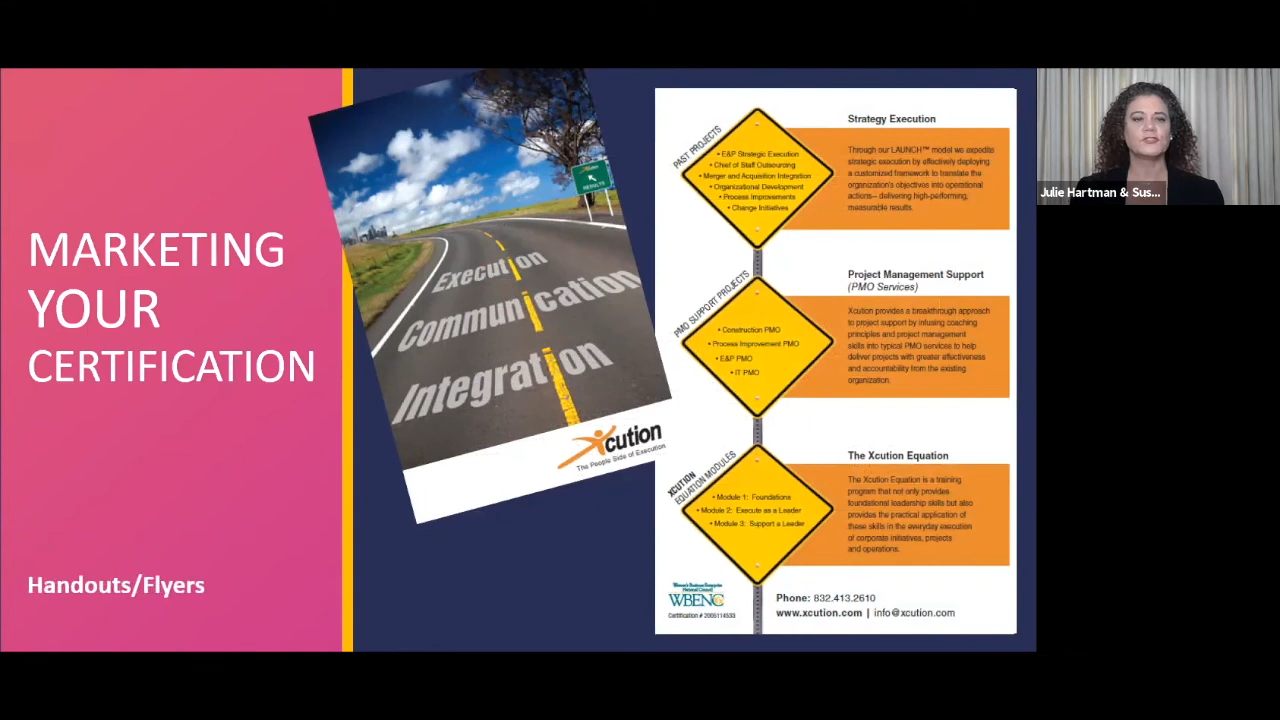 MARKETING
YOUR
CERTIFICATION
Handouts/Flyers
RESULTS
Execution
Communication
Integration
Xcution
The People Side of Execution
PAST PROJECTS
• E&P Strategic Execution
• Chief of Staff Outsourcing
• Merger and Acquisition Integration
• Organizational Development
• Process Improvements
• Change Initiatives
Strategy Execution
Through our LAUNCH™ model we expedite
strategic execution by effectively deploying
a customized framework to translate the
organization's objectives into operational
actions– delivering high-performing,
measurable results.
PMO SUPPORT PROJECTS
• Construction PMO
• Process Improvement PMO
• E&P PMO
• IT PMO
Project Management Support
(PMO Services)
Xcution provides a breakthrough approach
to project support by infusing coaching
principles and project management
skills into typical PMO services to help
deliver projects with greater effectiveness
and accountability from the existing
organization.
XCUTION
EQUATION MODULES
• Module 1: Foundations
• Module 2: Execute as a Leader
• Module 3: Support a Leader
The Xcution Equation
The Xcution Equation is a training
program that not only provides
foundational leadership skills but also
provides the practical application of
these skills in the everyday execution
of corporate initiatives, projects
and operations.
Women's Business Enterprise
National Council
WBENC
Certification # 2005114533
Phone: 832.413.2610
www.xcution.com | info@xcution.com
Julie Hartman & Sus...